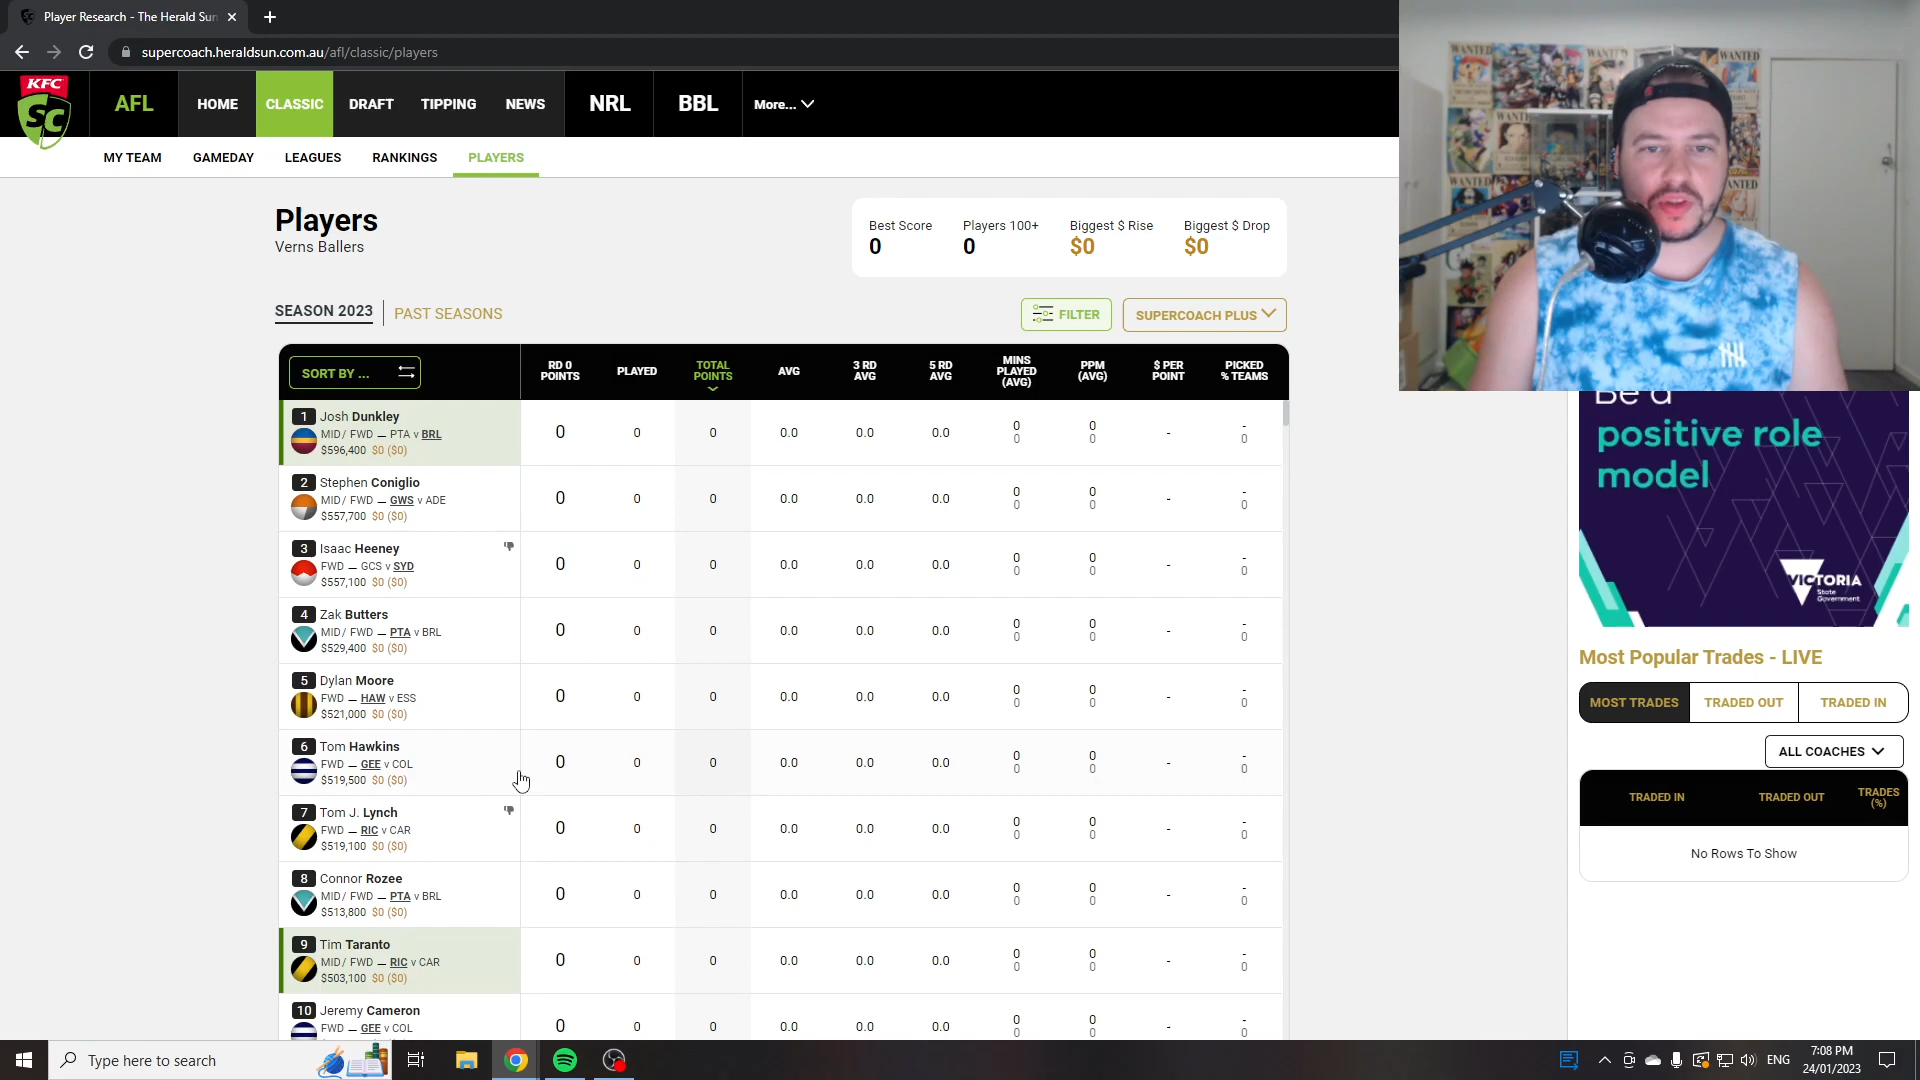 Player Research - The Herald Sun
supercoach.heraldsun.com.au/afl/classic/players
KFC
SC
AFL
HOME
CLASSIC
DRAFT
TIPPING
NEWS
NRL
BBL
More...
MY TEAM
GAMEDAY
LEAGUES
RANKINGS
PLAYERS
Players
Verns Ballers
Best Score
0
Players 100+
0
Biggest $ Rise
$0
Biggest $ Drop
$0
SEASON 2023
PAST SEASONS
FILTER
SUPERCOACH PLUS
SORT BY ...
RD 0 POINTS
PLAYED
TOTAL POINTS
AVG
3 RD AVG
5 RD AVG
MINS PLAYED (AVG)
PPM (AVG)
$ PER POINT
PICKED % TEAMS
1 Josh Dunkley
MID/ FWD — PTA v BRL
$596,400 $0 ($0)
0 0 0 0.0 0.0 0.0 0 0 - -
0 0 0
2 Stephen Coniglio
MID/ FWD — GWS v ADE
$557,700 $0 ($0)
0 0 0 0.0 0.0 0.0 0 0 - -
0 0 0
3 Isaac Heeney
FWD — GCS v SYD
$557,100 $0 ($0)
0 0 0 0.0 0.0 0.0 0 0 - -
0 0 0
4 Zak Butters
MID/ FWD — PTA v BRL
$529,400 $0 ($0)
0 0 0 0.0 0.0 0.0 0 0 - -
0 0 0
5 Dylan Moore
FWD — HAW v ESS
$521,000 $0 ($0)
0 0 0 0.0 0.0 0.0 0 0 - -
0 0 0
6 Tom Hawkins
FWD — GEE v COL
$519,500 $0 ($0)
0 0 0 0.0 0.0 0.0 0 0 - -
0 0 0
7 Tom J. Lynch
FWD — RIC v CAR
$519,100 $0 ($0)
0 0 0 0.0 0.0 0.0 0 0 - -
0 0 0
8 Connor Rozee
MID/ FWD — PTA v BRL
$513,800 $0 ($0)
0 0 0 0.0 0.0 0.0 0 0 - -
0 0 0
9 Tim Taranto
MID/ FWD — RIC v CAR
$503,100 $0 ($0)
0 0 0 0.0 0.0 0.0 0 0 - -
0 0 0
10 Jeremy Cameron
FWD — GEE v COL
0 0 0 0.0 0.0 0.0 0 0 - -
0 0 0
WANTED
WANTED
WANTED
WANTED
WANTED
Be a
positive role
model
VICTORIA
State
Government
Most Popular Trades - LIVE
MOST TRADES
TRADED OUT
TRADED IN
ALL COACHES
TRADED IN
TRADED OUT
TRADES (%)
No Rows To Show
Type here to search
ENG
7:08 PM
24/01/2023